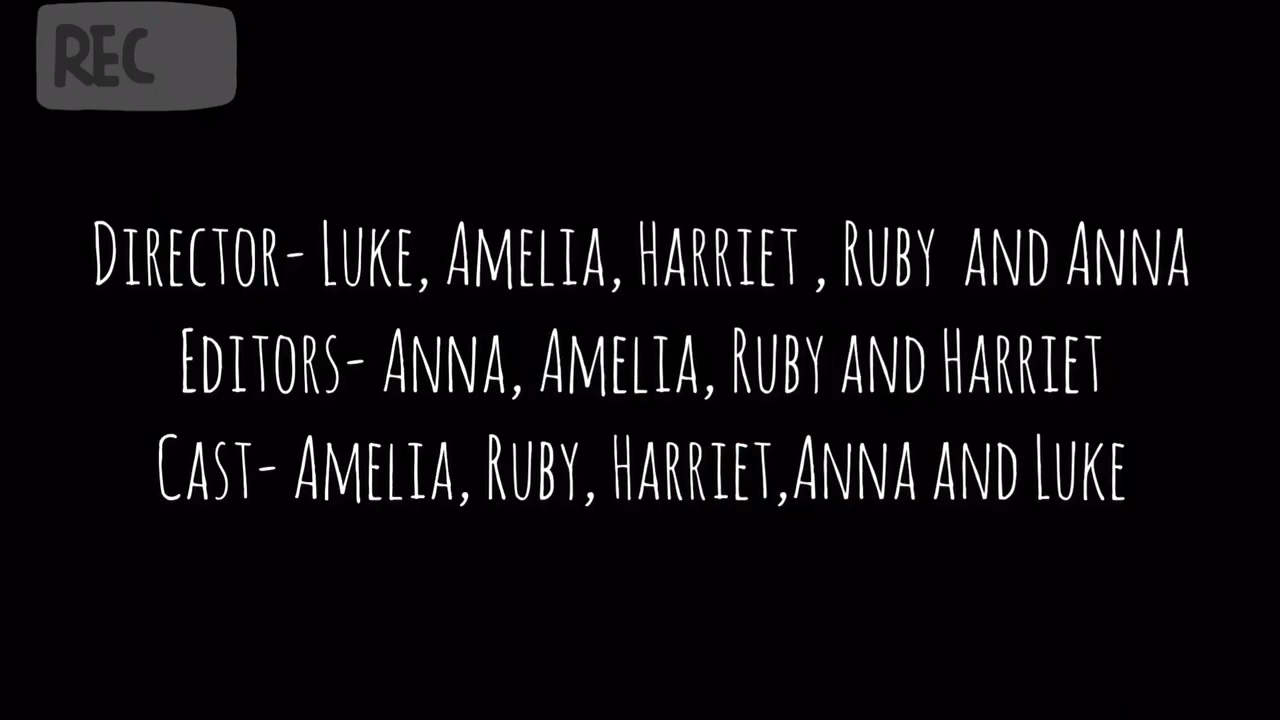 REC
Director- Luke, Amelia, Harriet , Ruby  and Anna
Editors- Anna, Amelia, Ruby and Harriet
Cast- Amelia, Ruby, Harriet,Anna and Luke